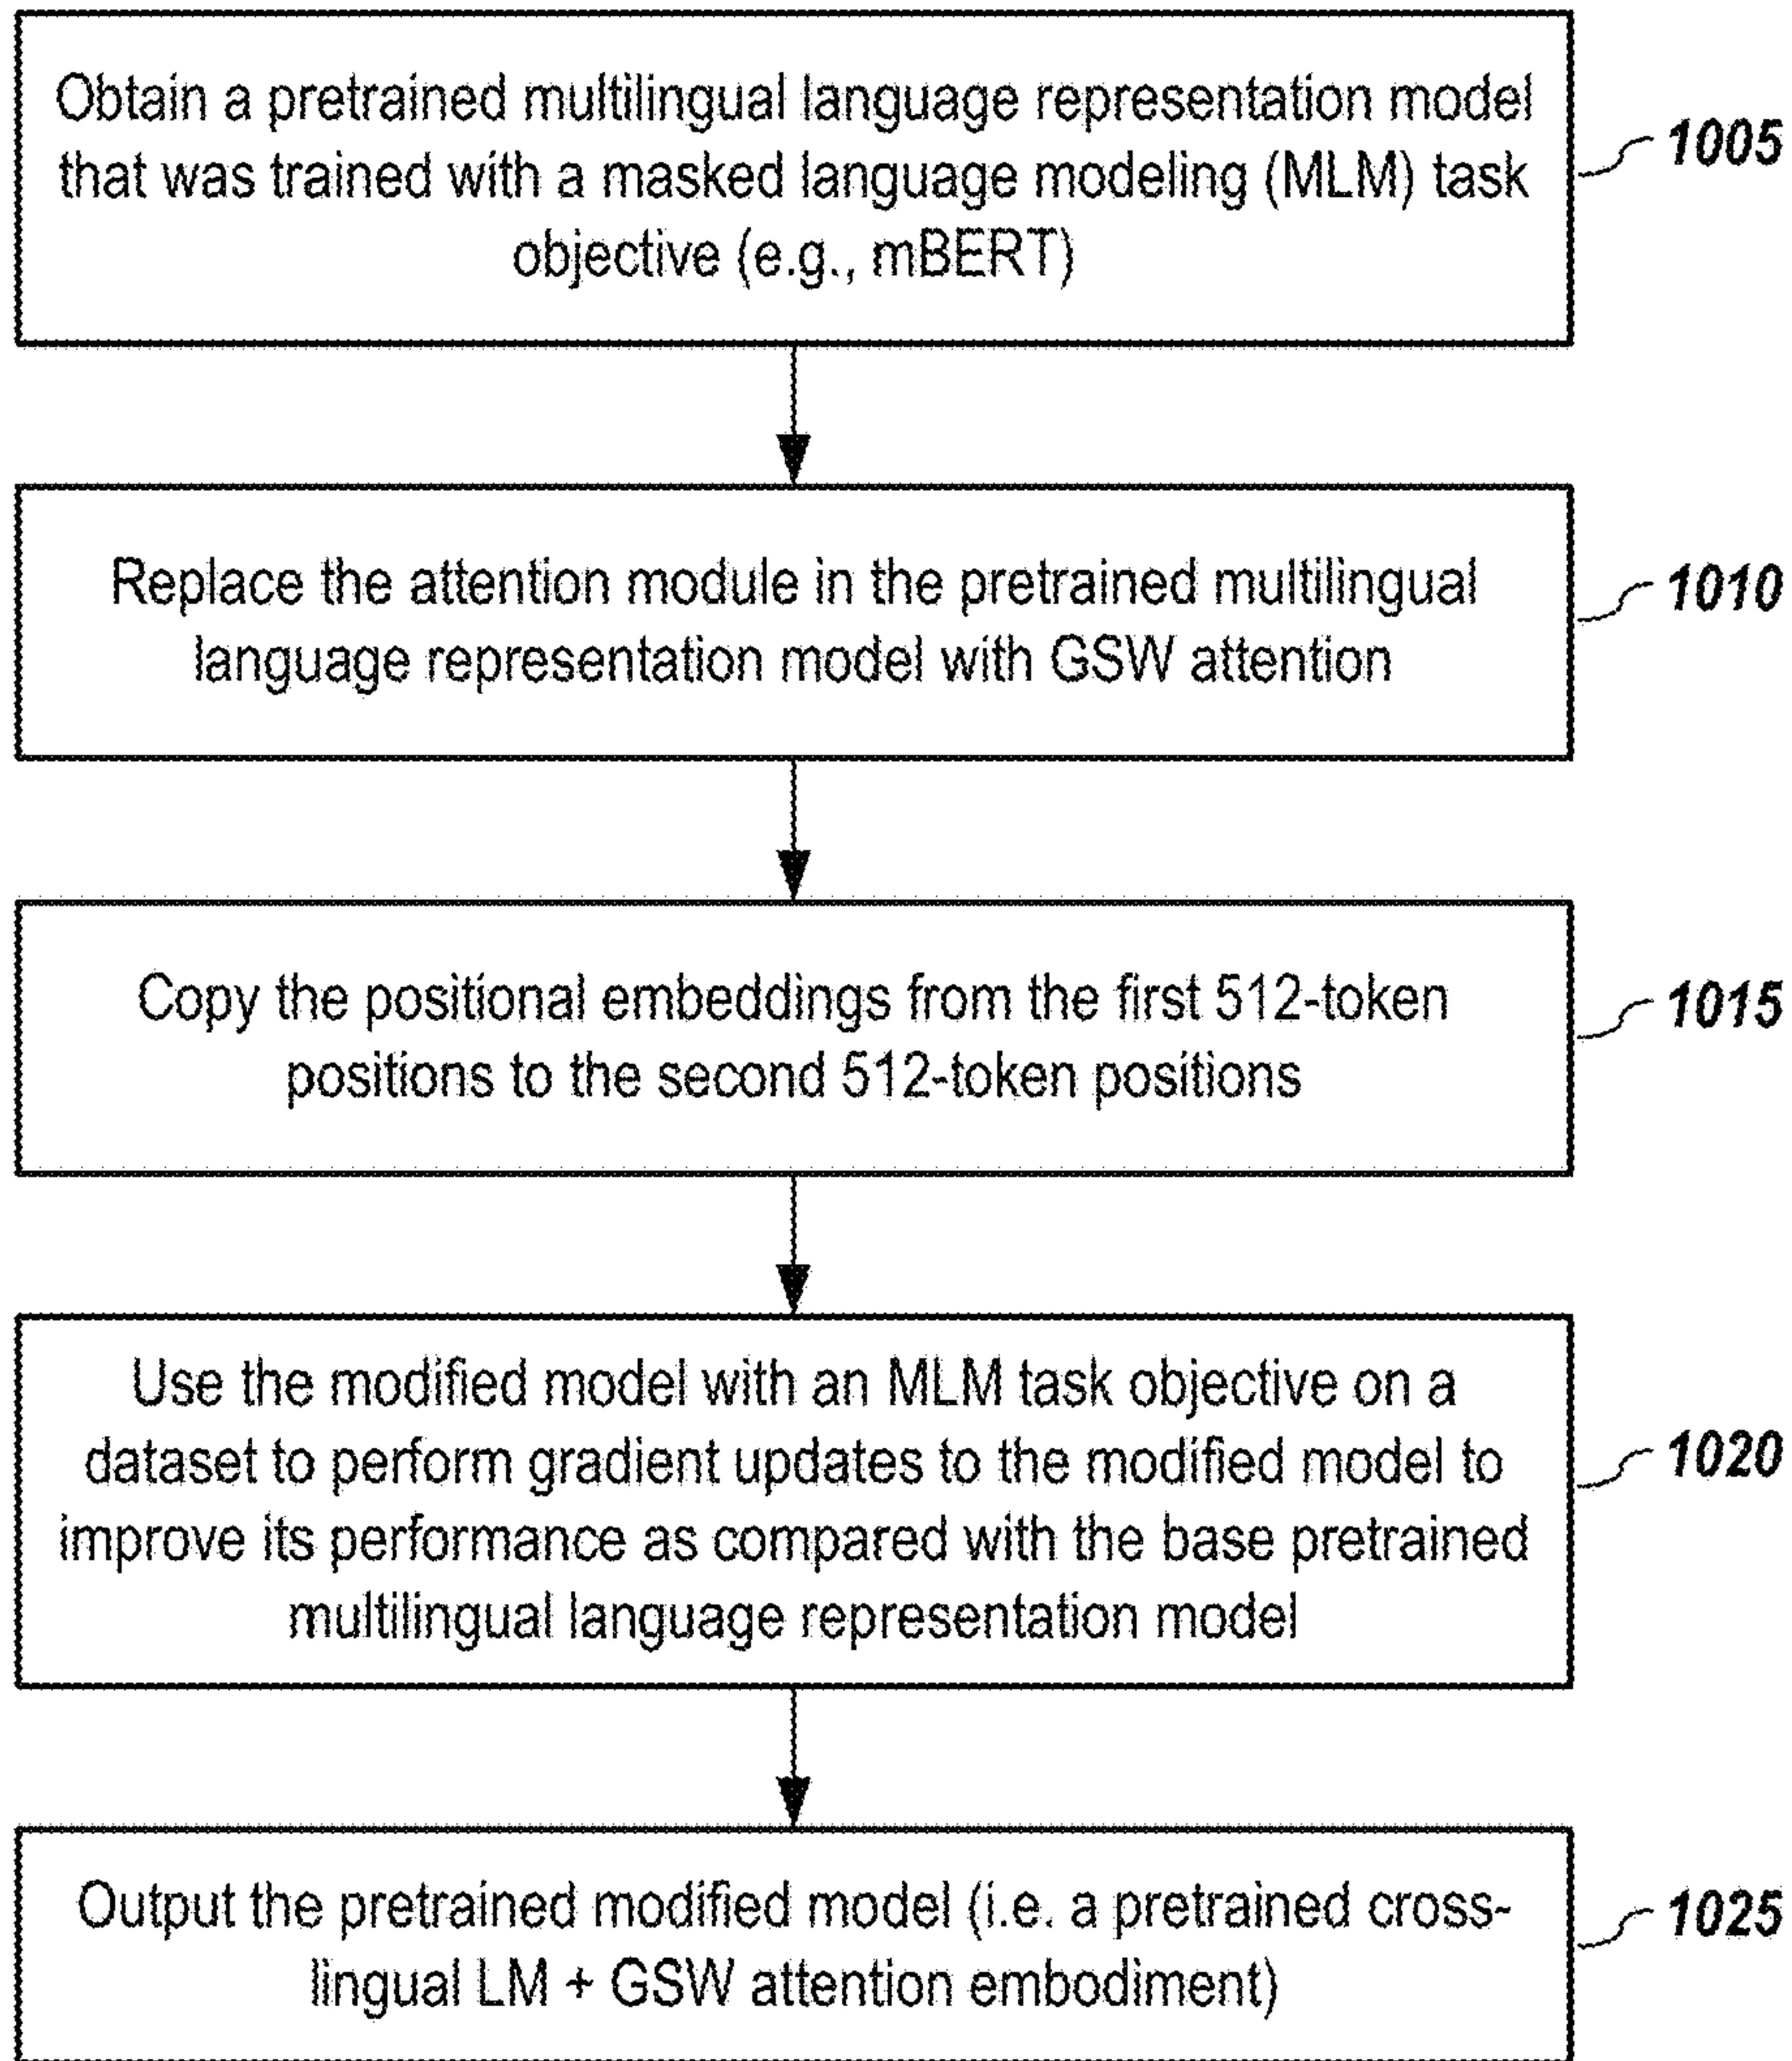 Obtain a pretrained multilingual language representation model
that was trained with a masked language modeling (MLM) task
objective (e.g., mBERT)
1005
Replace the attention module in the pretrained multilingual
language representation model with GSW attention
1010
Copy the positional embeddings from the first 512-token
positions to the second 512-token positions
1015
Use the modified model with an MLM task objective on a
dataset to perform gradient updates to the modified model to
improve its performance as compared with the base pretrained
multilingual language representation model
1020
Output the pretrained modified model (i.e. a pretrained cross-
lingual LM + GSW attention embodiment)
1025